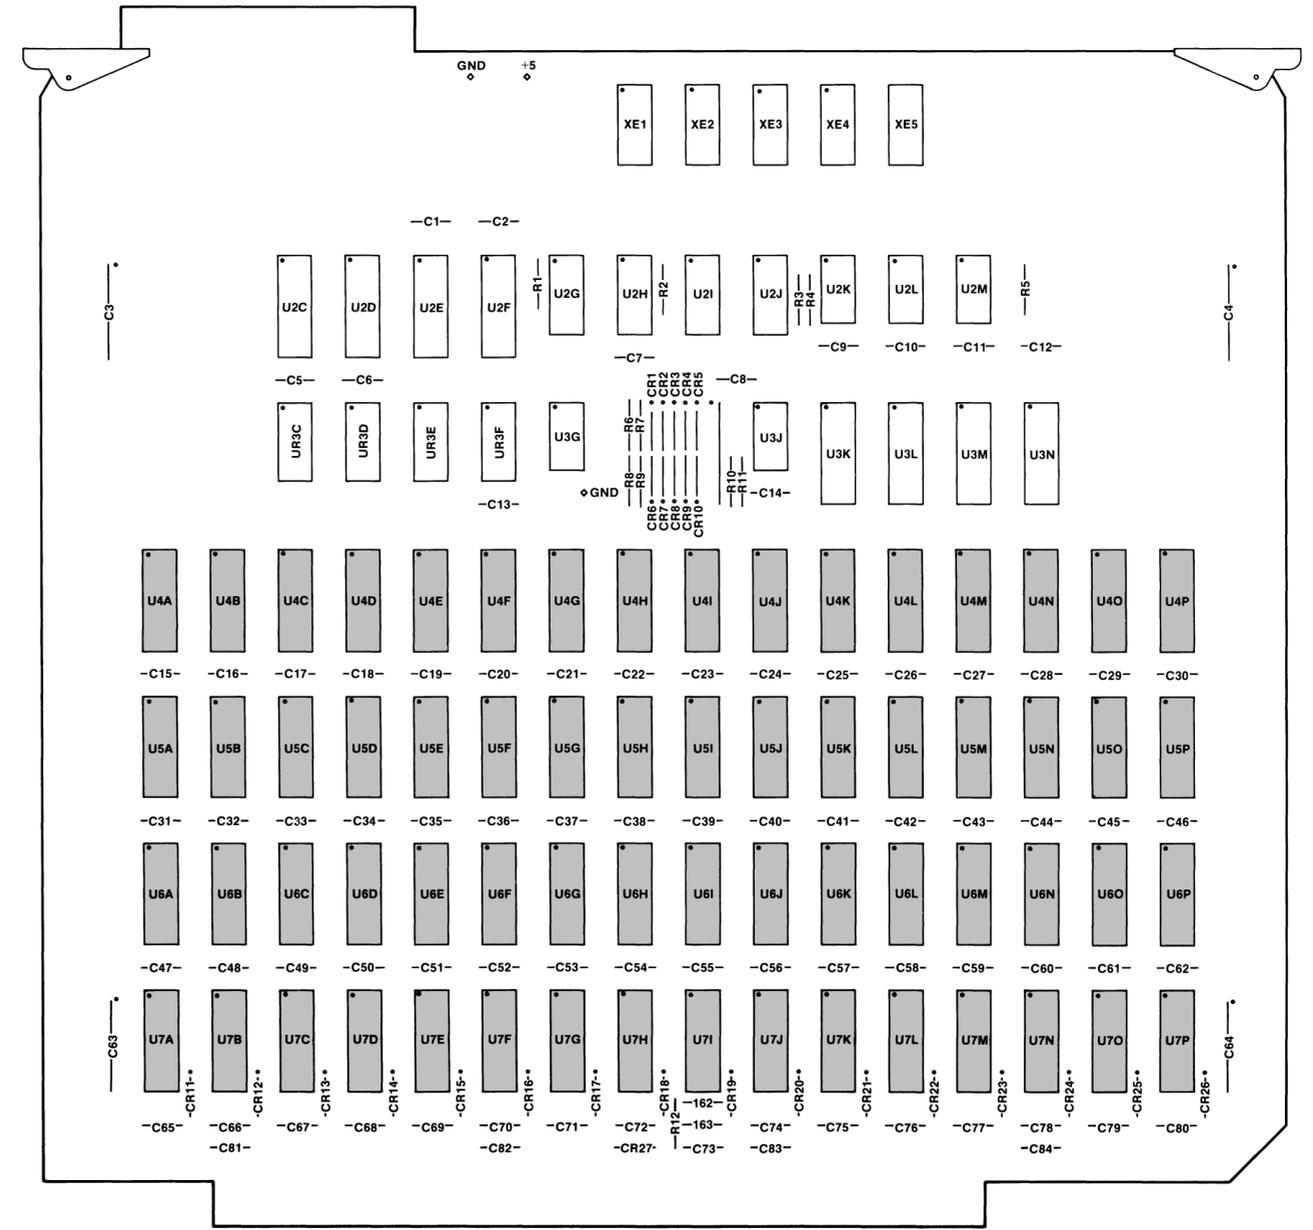 GND +5
XE1 XE2 XE3 XE4 XE5
C1 C2
C3 U2C U2D U2E U2F R1 U2G U2H R2 U2I U2J R3 R4 U2K U2L U2M R5 C4
C7 C9 C10 C11 C12
C5 C6 CR1 CR2 CR3 CR4 CR5 C8
UR3C UR3D UR3E UR3F U3G R6 R7 U3J U3K U3L U3M U3N
GND R8 R9 R10 R11 C14
C13 CR6 CR7 CR8 CR9 CR10
U4A U4B U4C U4D U4E U4F U4G U4H U4I U4J U4K U4L U4M U4N U4O U4P
C15 C16 C17 C18 C19 C20 C21 C22 C23 C24 C25 C26 C27 C28 C29 C30
U5A U5B U5C U5D U5E U5F U5G U5H U5I U5J U5K U5L U5M U5N U5O U5P
C31 C32 C33 C34 C35 C36 C37 C38 C39 C40 C41 C42 C43 C44 C45 C46
U6A U6B U6C U6D U6E U6F U6G U6H U6I U6J U6K U6L U6M U6N U6O U6P
C47 C48 C49 C50 C51 C52 C53 C54 C55 C56 C57 C58 C59 C60 C61 C62
C63 U7A U7B U7C U7D U7E U7F U7G U7H U7I U7J U7K U7L U7M U7N U7O U7P C64
CR11 CR12 CR13 CR14 CR15 CR16 CR17 CR18 162 CR19 CR20 CR21 CR22 CR23 CR24 CR25 CR26
C65 C66 C67 C68 C69 C70 C71 C72 R12 163 C74 C75 C76 C77 C78 C79 C80
C81 C82 CR27 C73 C83 C84